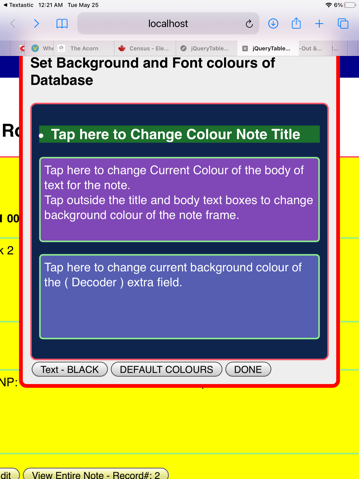 ◀ Textastic 12:21 AM Tue May 25 6%
localhost
Whe The Acorn Census - Ele... jQueryTable... jQueryTable... -Out &...
Set Background and Font colours of
Database
Tap here to Change Colour Note Title
Tap here to change Current Colour of the body of
text for the note.
Tap outside the title and body text boxes to change
background colour of the note frame.
Tap here to change current background colour of
the ( Decoder ) extra field.
Text - BLACK DEFAULT COLOURS DONE
00
k 2
NP:
dit View Entire Note - Record#: 2